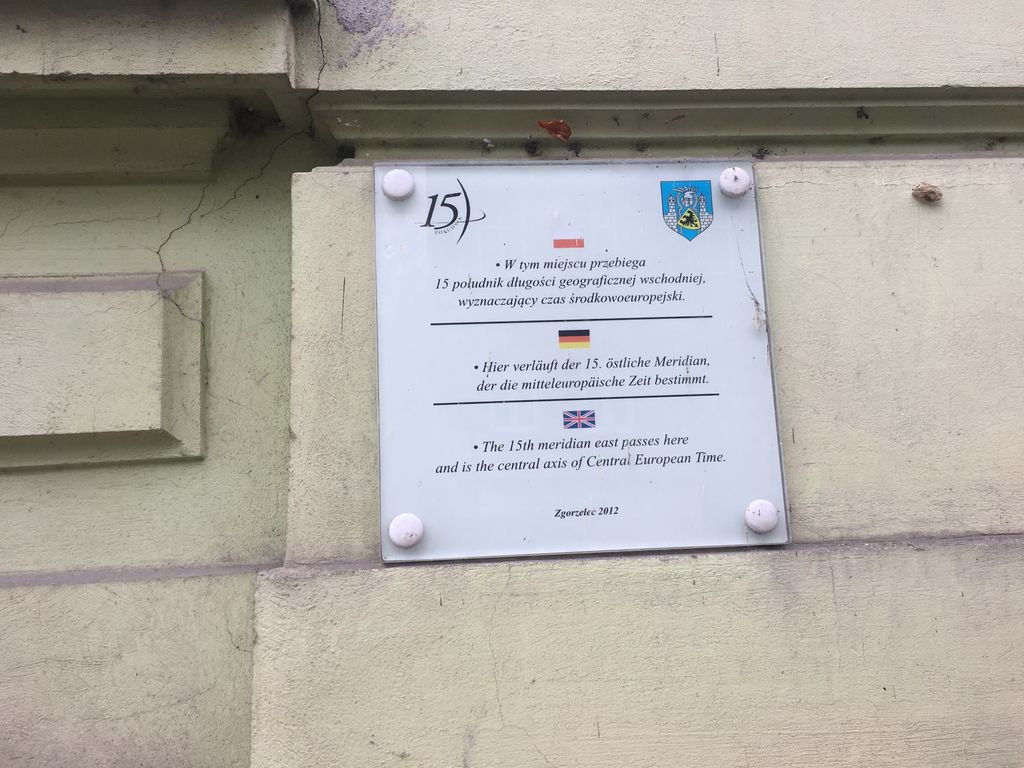 15
POŁUDNIK
• W tym miejscu przebiega
15 południk długości geograficznej wschodniej,
wyznaczający czas środkowoeuropejski.
• Hier verläuft der 15. östliche Meridian,
der die mitteleuropäische Zeit bestimmt.
• The 15th meridian east passes here
and is the central axis of Central European Time.
Zgorzelec 2012